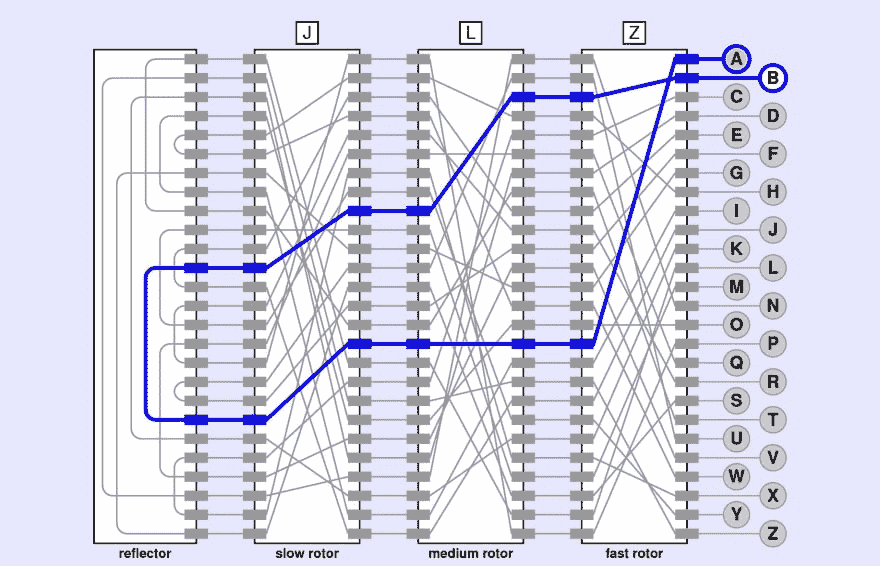 J L Z
A
B
C
D
E
F
G
H
I
J
K
L
M
N
O
P
Q
R
S
T
U
V
W
X
Y
Z
reflector slow rotor medium rotor fast rotor